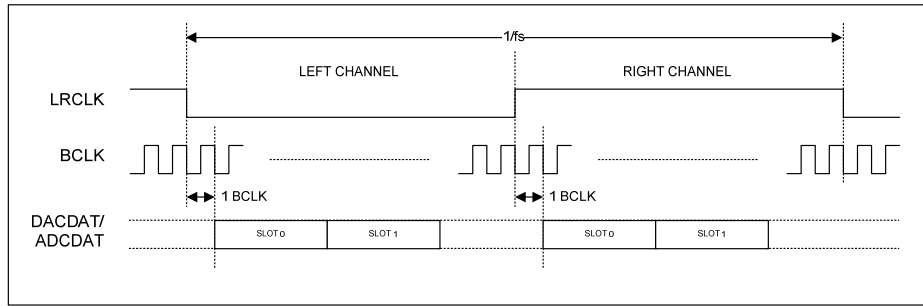 1/fs
LEFT CHANNEL RIGHT CHANNEL
LRCLK
BCLK
1 BCLK 1 BCLK
DACDAT/
ADCDAT
SLOT 0 SLOT 1 SLOT 0 SLOT 1